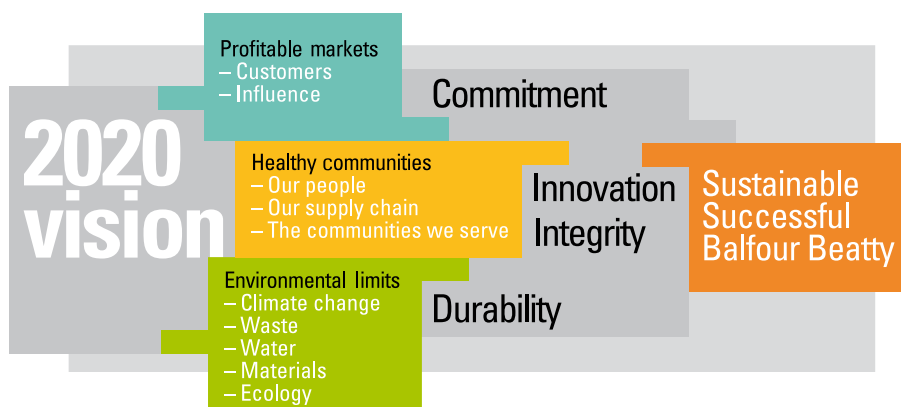 2020
vision
Profitable markets
– Customers
– Influence
Healthy communities
– Our people
– Our supply chain
– The communities we serve
Environmental limits
– Climate change
– Waste
– Water
– Materials
– Ecology
Commitment
Innovation
Integrity
Durability
Sustainable
Successful
Balfour Beatty